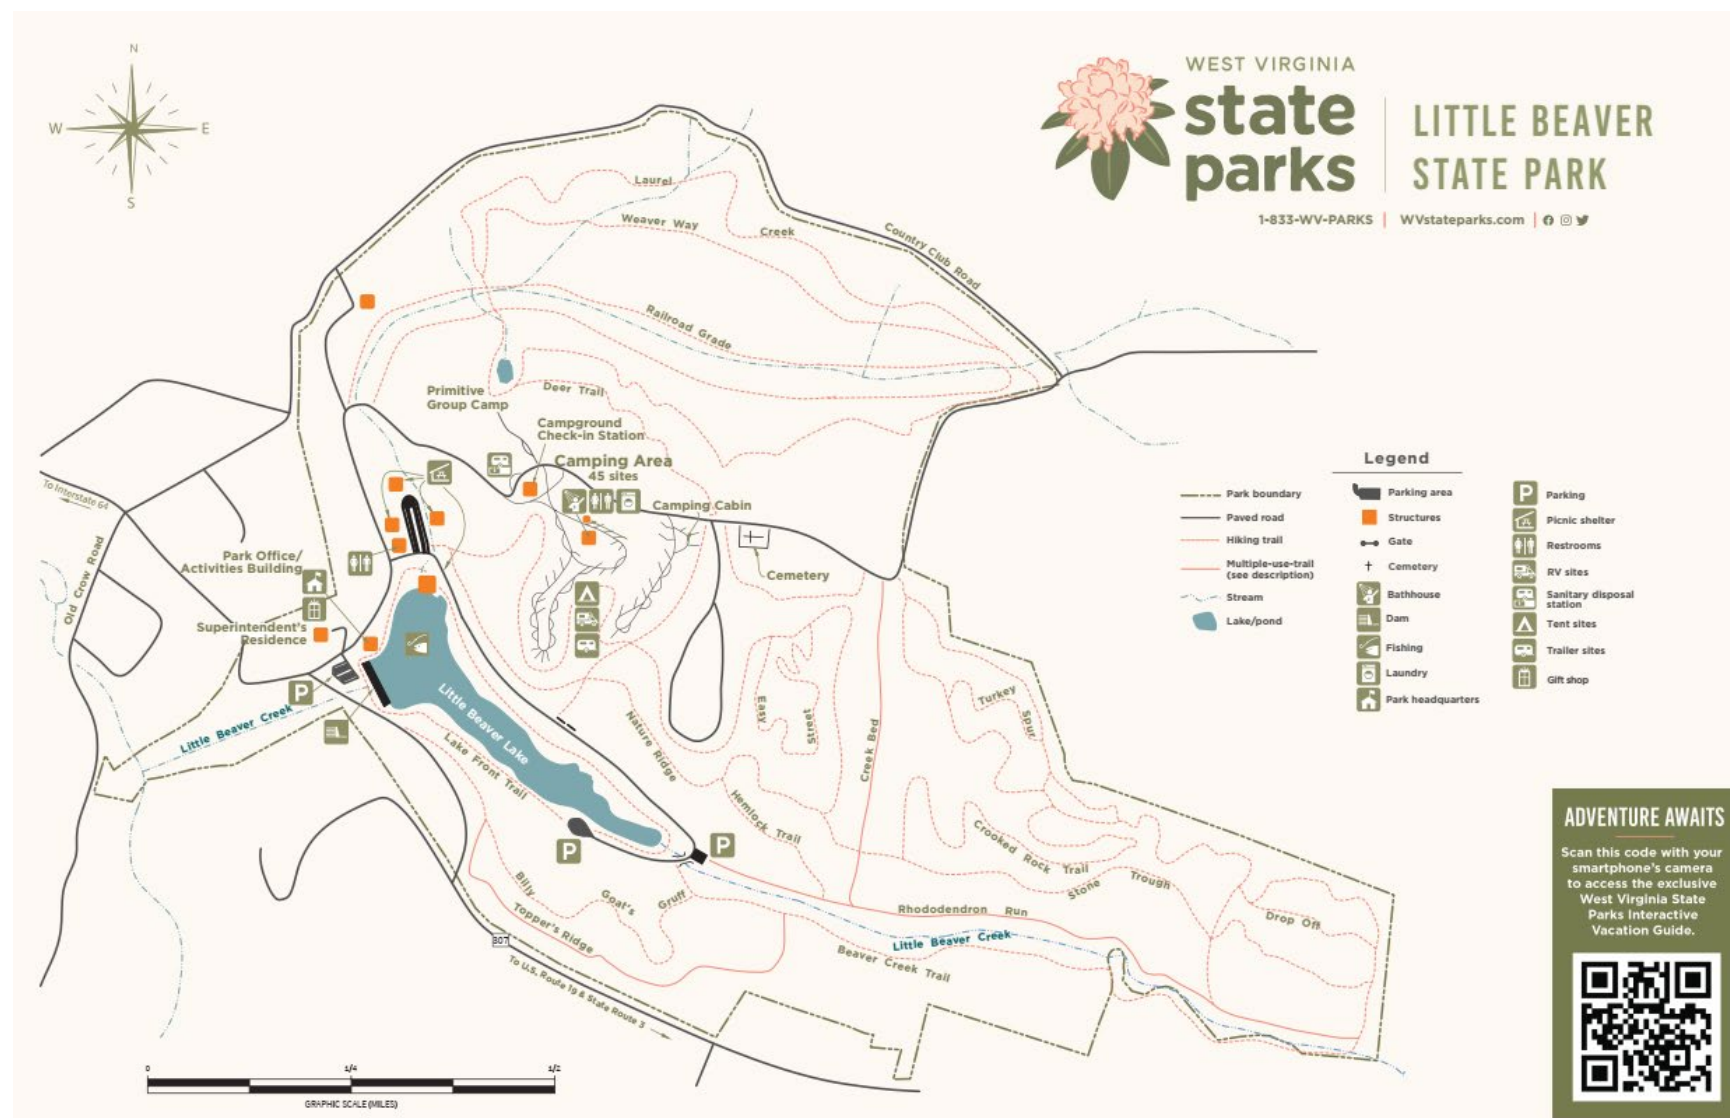 N
W
E
S
WEST VIRGINIA
state
parks
LITTLE BEAVER
STATE PARK
1-833-WV-PARKS
WVstateparks.com
Laurel
Weaver Way
Creek
Country Club Road
Railroad Grade
Deer Trail
Primitive
Group Camp
Campground
Check-in Station
Camping Area
45 sites
Camping Cabin
Cemetery
To Interstate 64
Old Crow Road
Park Office/
Activities Building
Superintendent's
Residence
P
Little Beaver Creek
Little Beaver Lake
Lake Front Trail
Nature Ridge
Hemlock Trail
Easy
Street
Creek Bed
Turkey
Spur
Crooked Rock Trail
Stone
Trough
Drop Off
P
P
Billy
Goat's
Gruff
Topper's Ridge
Rhododendron Run
Little Beaver Creek
Beaver Creek Trail
307
To U.S. Route 19 & State Route 3
0
1/4
1/2
GRAPHIC SCALE (MILES)
Legend
Park boundary
Paved road
Hiking trail
Multiple-use-trail
(see description)
Stream
Lake/pond
Parking area
Structures
Gate
Cemetery
Bathhouse
Dam
Fishing
Laundry
Park headquarters
P Parking
Picnic shelter
Restrooms
RV sites
Sanitary disposal
station
Tent sites
Trailer sites
Gift shop
ADVENTURE AWAITS
Scan this code with your
smartphone's camera
to access the exclusive
West Virginia State
Parks Interactive
Vacation Guide.